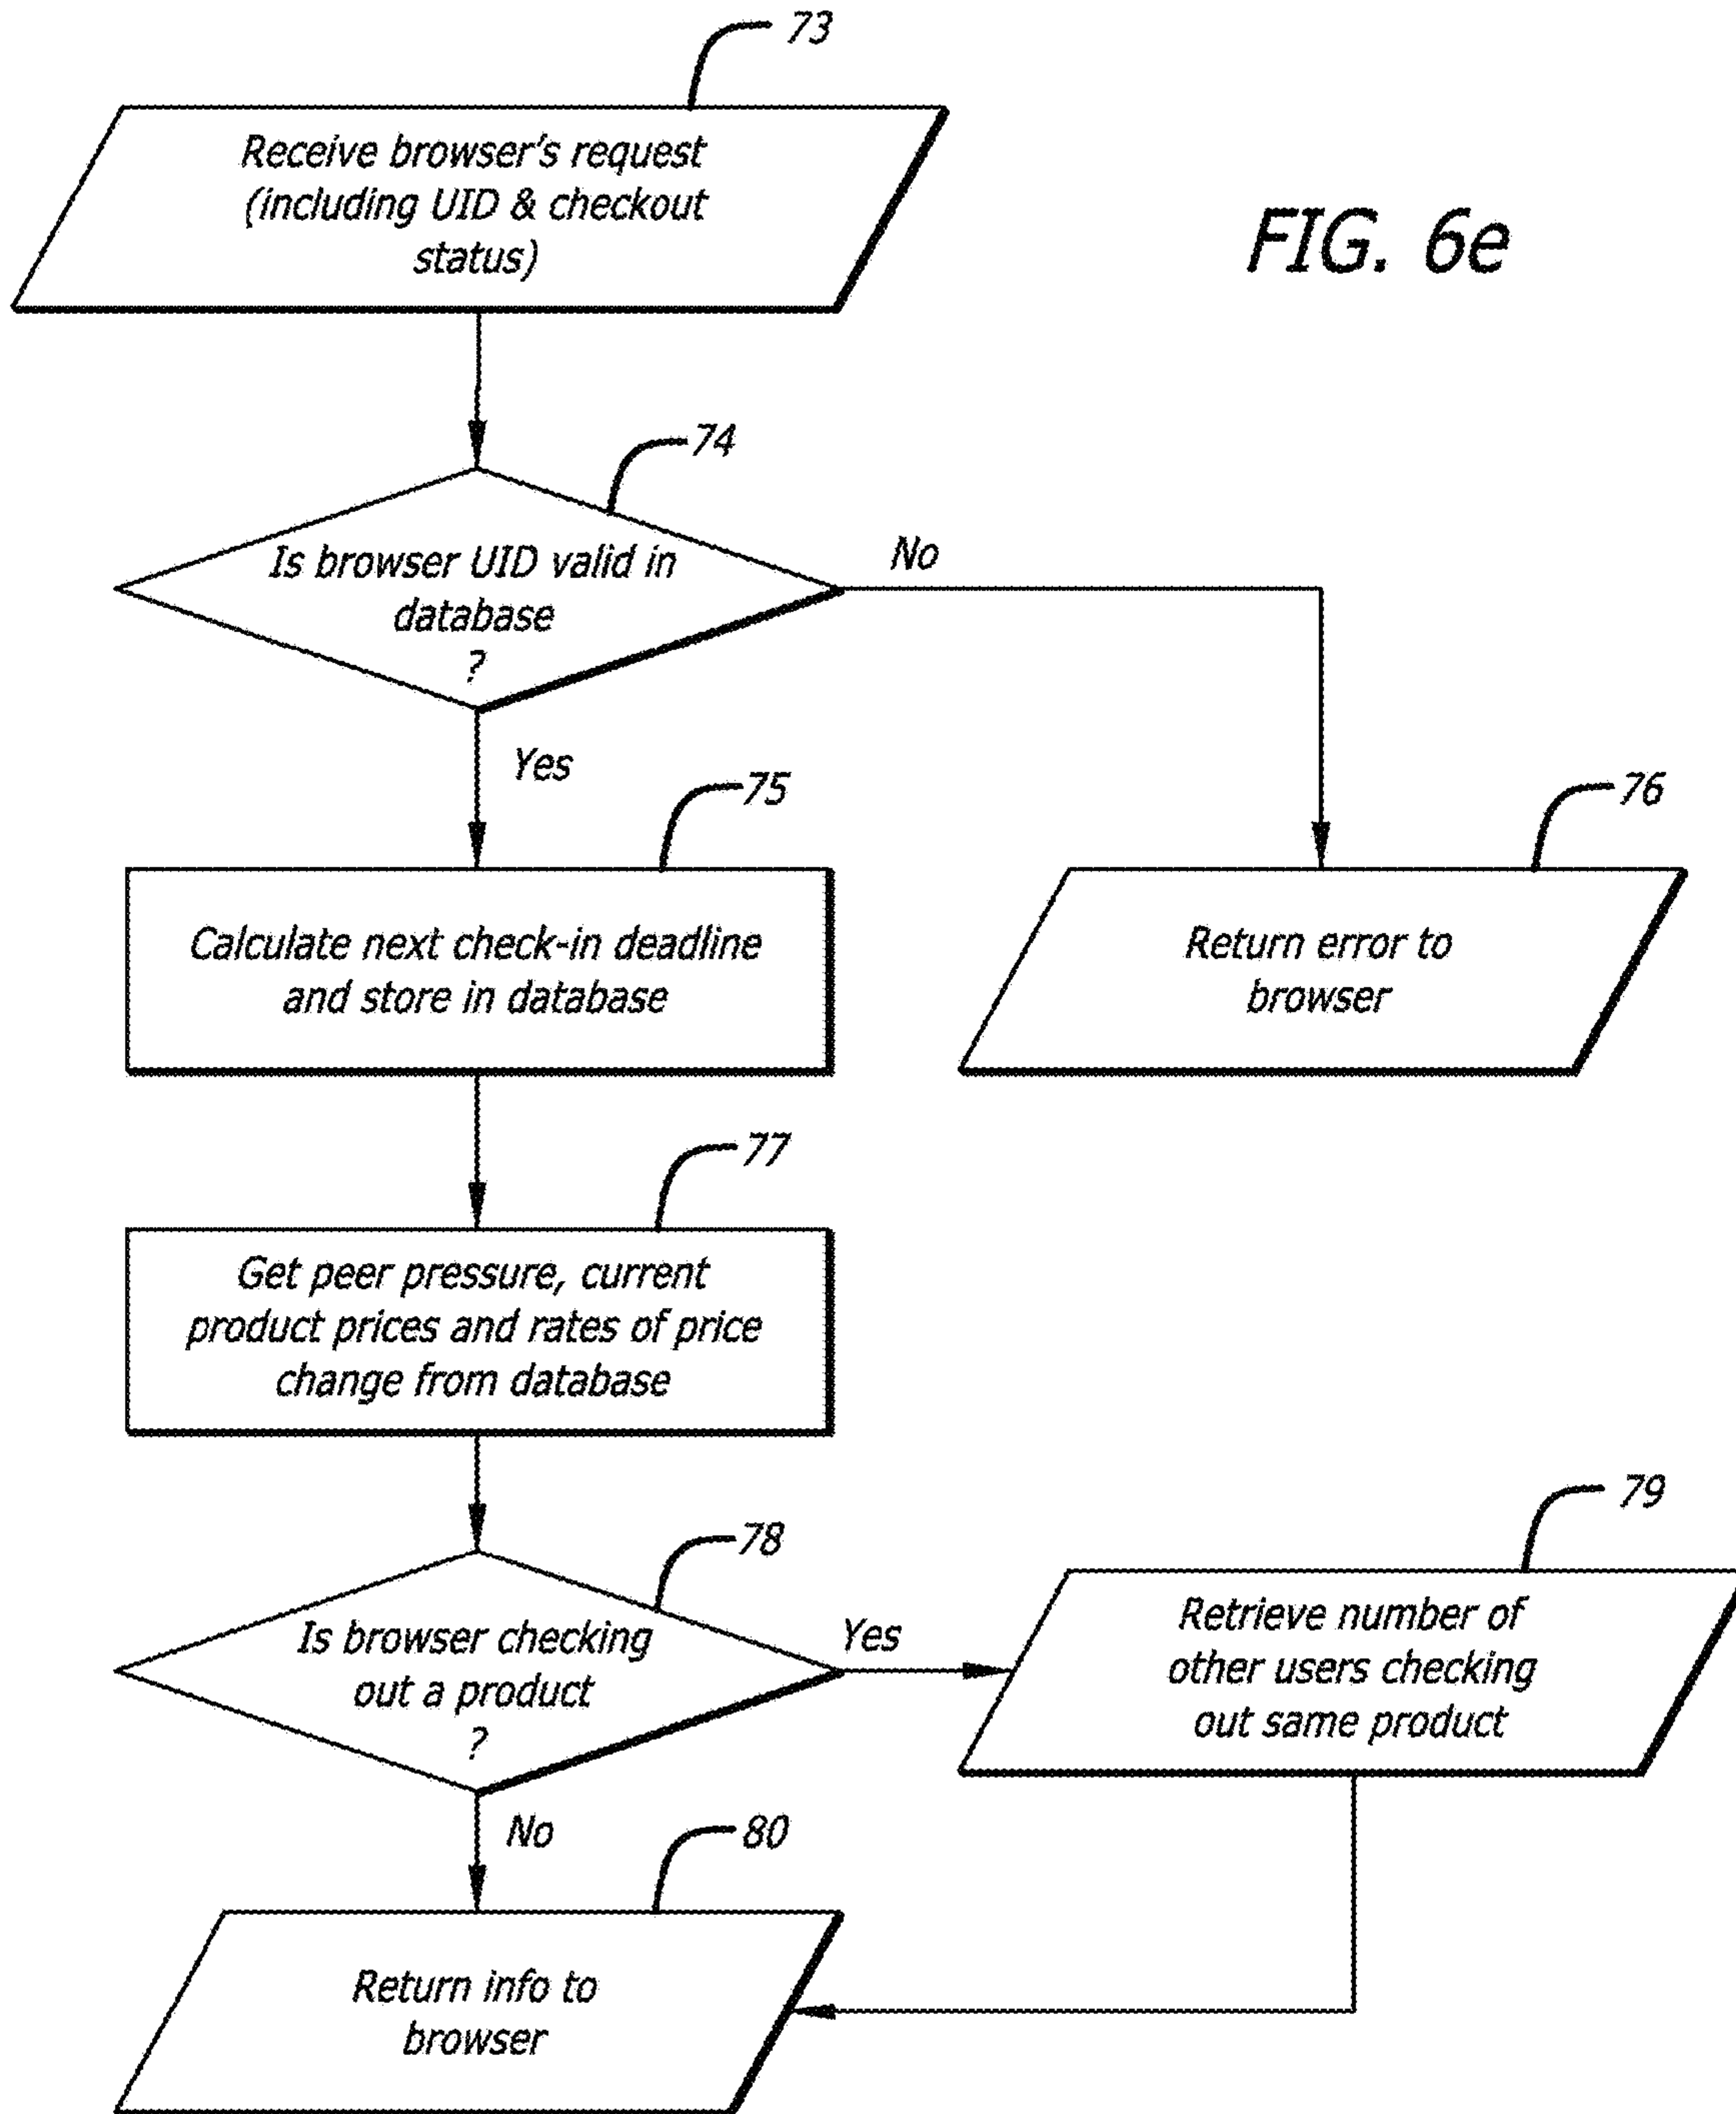 73
Receive browser's request
(including UID & checkout
status)
FIG. 6e
74
Is browser UID valid in
database
?
No
Yes
75
Calculate next check-in deadline
and store in database
76
Return error to
browser
77
Get peer pressure, current
product prices and rates of price
change from database
78
Is browser checking
out a product
?
Yes
79
Retrieve number of
other users checking
out same product
No
80
Return info to
browser